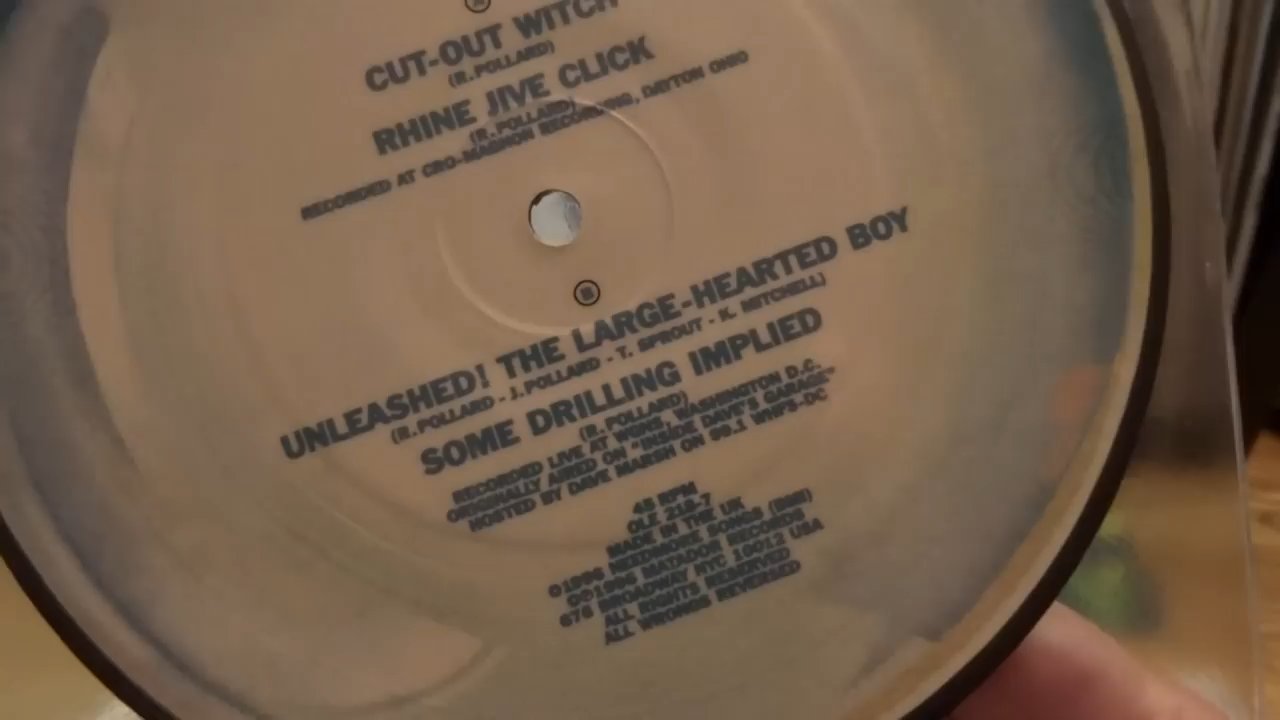 CUT-OUT WITCH
(R. POLLARD)
RHINE JIVE CLICK
(R. POLLARD)
RECORDED AT CRO-MAGNON RECORDING, DAYTON OHIO
UNLEASHED! THE LARGE-HEARTED BOY
(R. POLLARD - J. POLLARD - T. SPROUT - K. MITCHELL)
SOME DRILLING IMPLIED
(R. POLLARD)
RECORDED LIVE AT WGNS, WASHINGTON D.C.
ORIGINALLY AIRED ON "INSIDE DAVE'S GARAGE"
HOSTED BY DAVE MARSH ON 99.1 WHFS-DC
45 RPM
OLE 218-7
MADE IN THE UK
©1996 NEEDMORE SONGS (BMI)
©℗1996 MATADOR RECORDS
676 BROADWAY NYC 10012 USA
ALL RIGHTS RESERVED
ALL WRONGS REVERSED